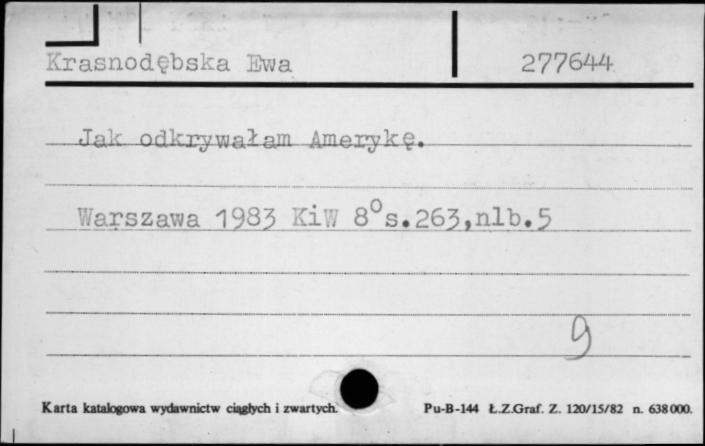 Krasnodębska Ewa 277644
Jak odkrywałam Amerykę.
Warszawa 1983 KiW 8° s.263,nlb.5
9
Karta katalogowa wydawnictw ciągłych i zwartych. Pu-B-144 Ł.Z.Graf. Z. 120/15/82 n. 638000.